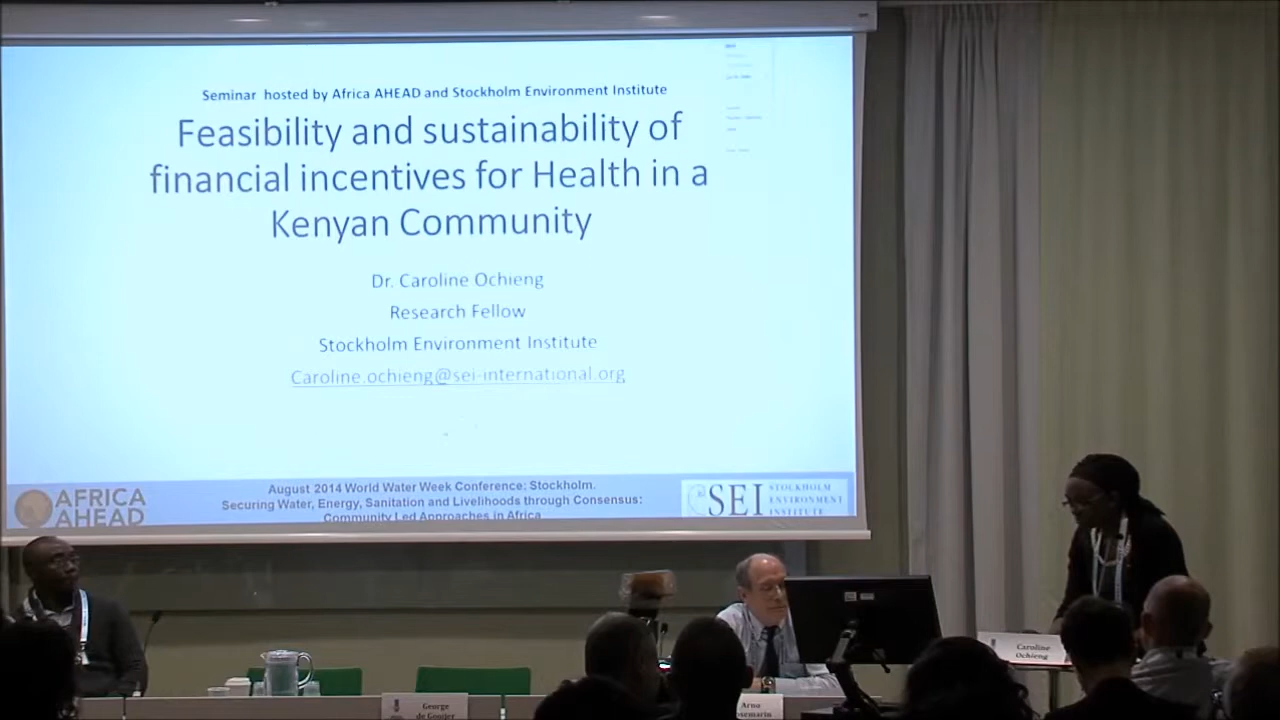 Seminar hosted by Africa AHEAD and Stockholm Environment Institute
Feasibility and sustainability of
financial incentives for Health in a
Kenyan Community
Dr. Caroline Ochieng
Research Fellow
Stockholm Environment Institute
Caroline.ochieng@sei-international.org
AFRICA
AHEAD
August 2014 World Water Week Conference: Stockholm.
Securing Water, Energy, Sanitation and Livelihoods through Consensus:
Community Led Approaches in Africa
SEI
STOCKHOLM
ENVIRONMENT
INSTITUTE
Caroline
Ochieng
George
de Gooijer
Arno